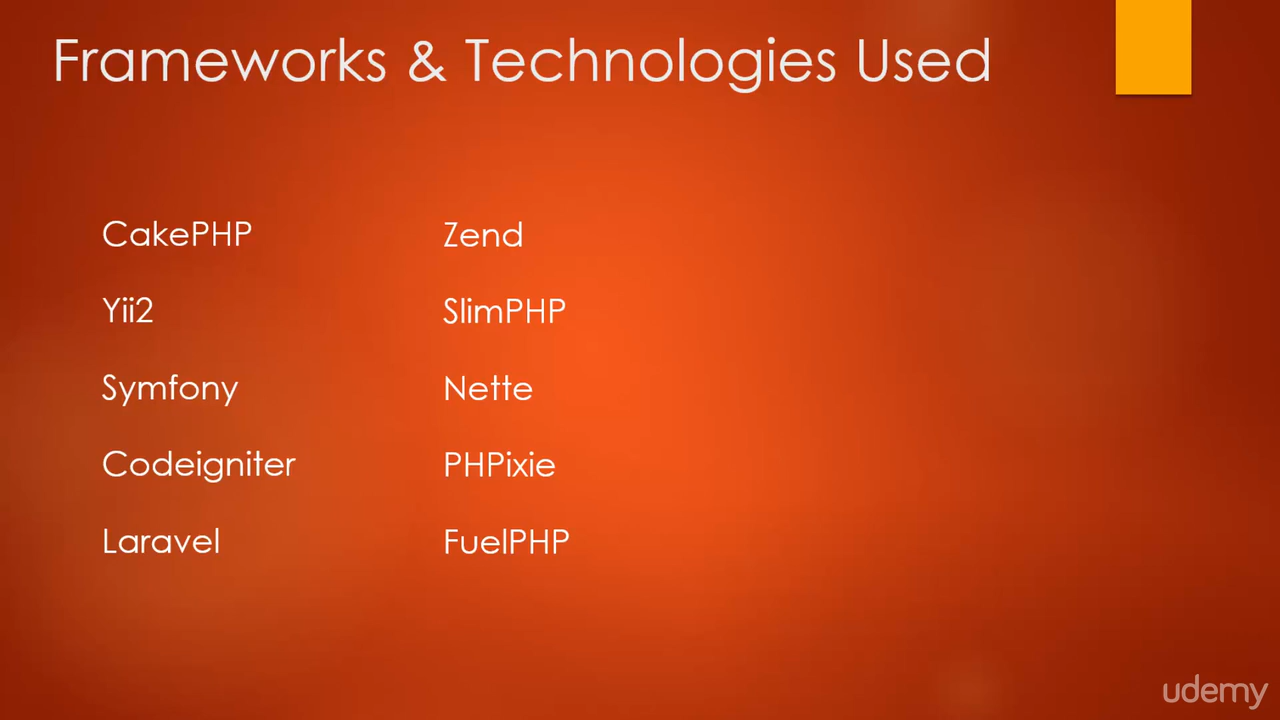 Frameworks & Technologies Used
CakePHP
Yii2
Symfony
Codeigniter
Laravel
Zend
SlimPHP
Nette
PHPixie
FuelPHP
udemy